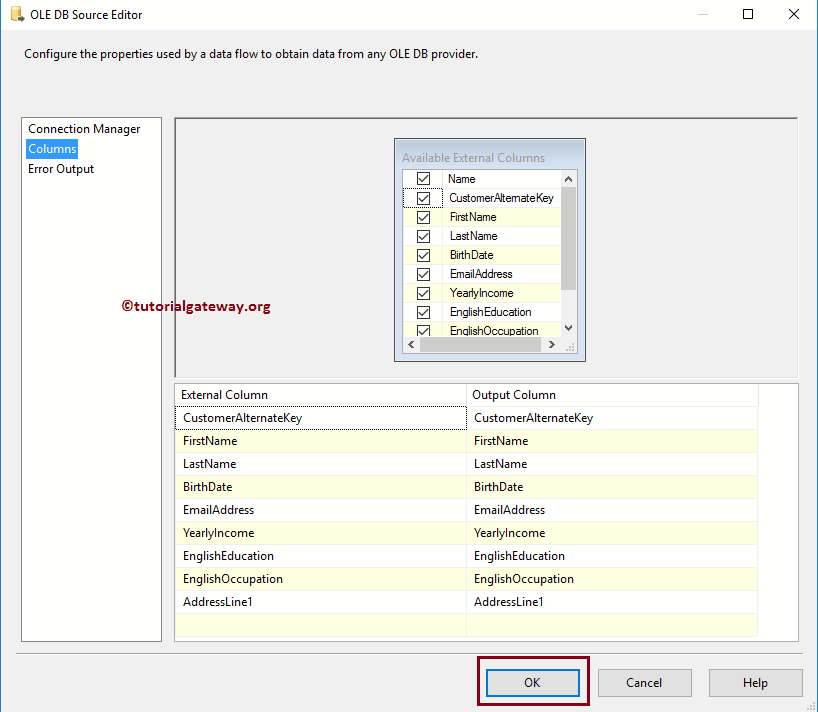 OLE DB Source Editor
Configure the properties used by a data flow to obtain data from any OLE DB provider.
Connection Manager
Columns
Error Output
Available External Columns
Name
CustomerAlternateKey
FirstName
LastName
BirthDate
EmailAddress
YearlyIncome
EnglishEducation
EnglishOccupation
©tutorialgateway.org
External Column Output Column
CustomerAlternateKey CustomerAlternateKey
FirstName FirstName
LastName LastName
BirthDate BirthDate
EmailAddress EmailAddress
YearlyIncome YearlyIncome
EnglishEducation EnglishEducation
EnglishOccupation EnglishOccupation
AddressLine1 AddressLine1
OK Cancel Help